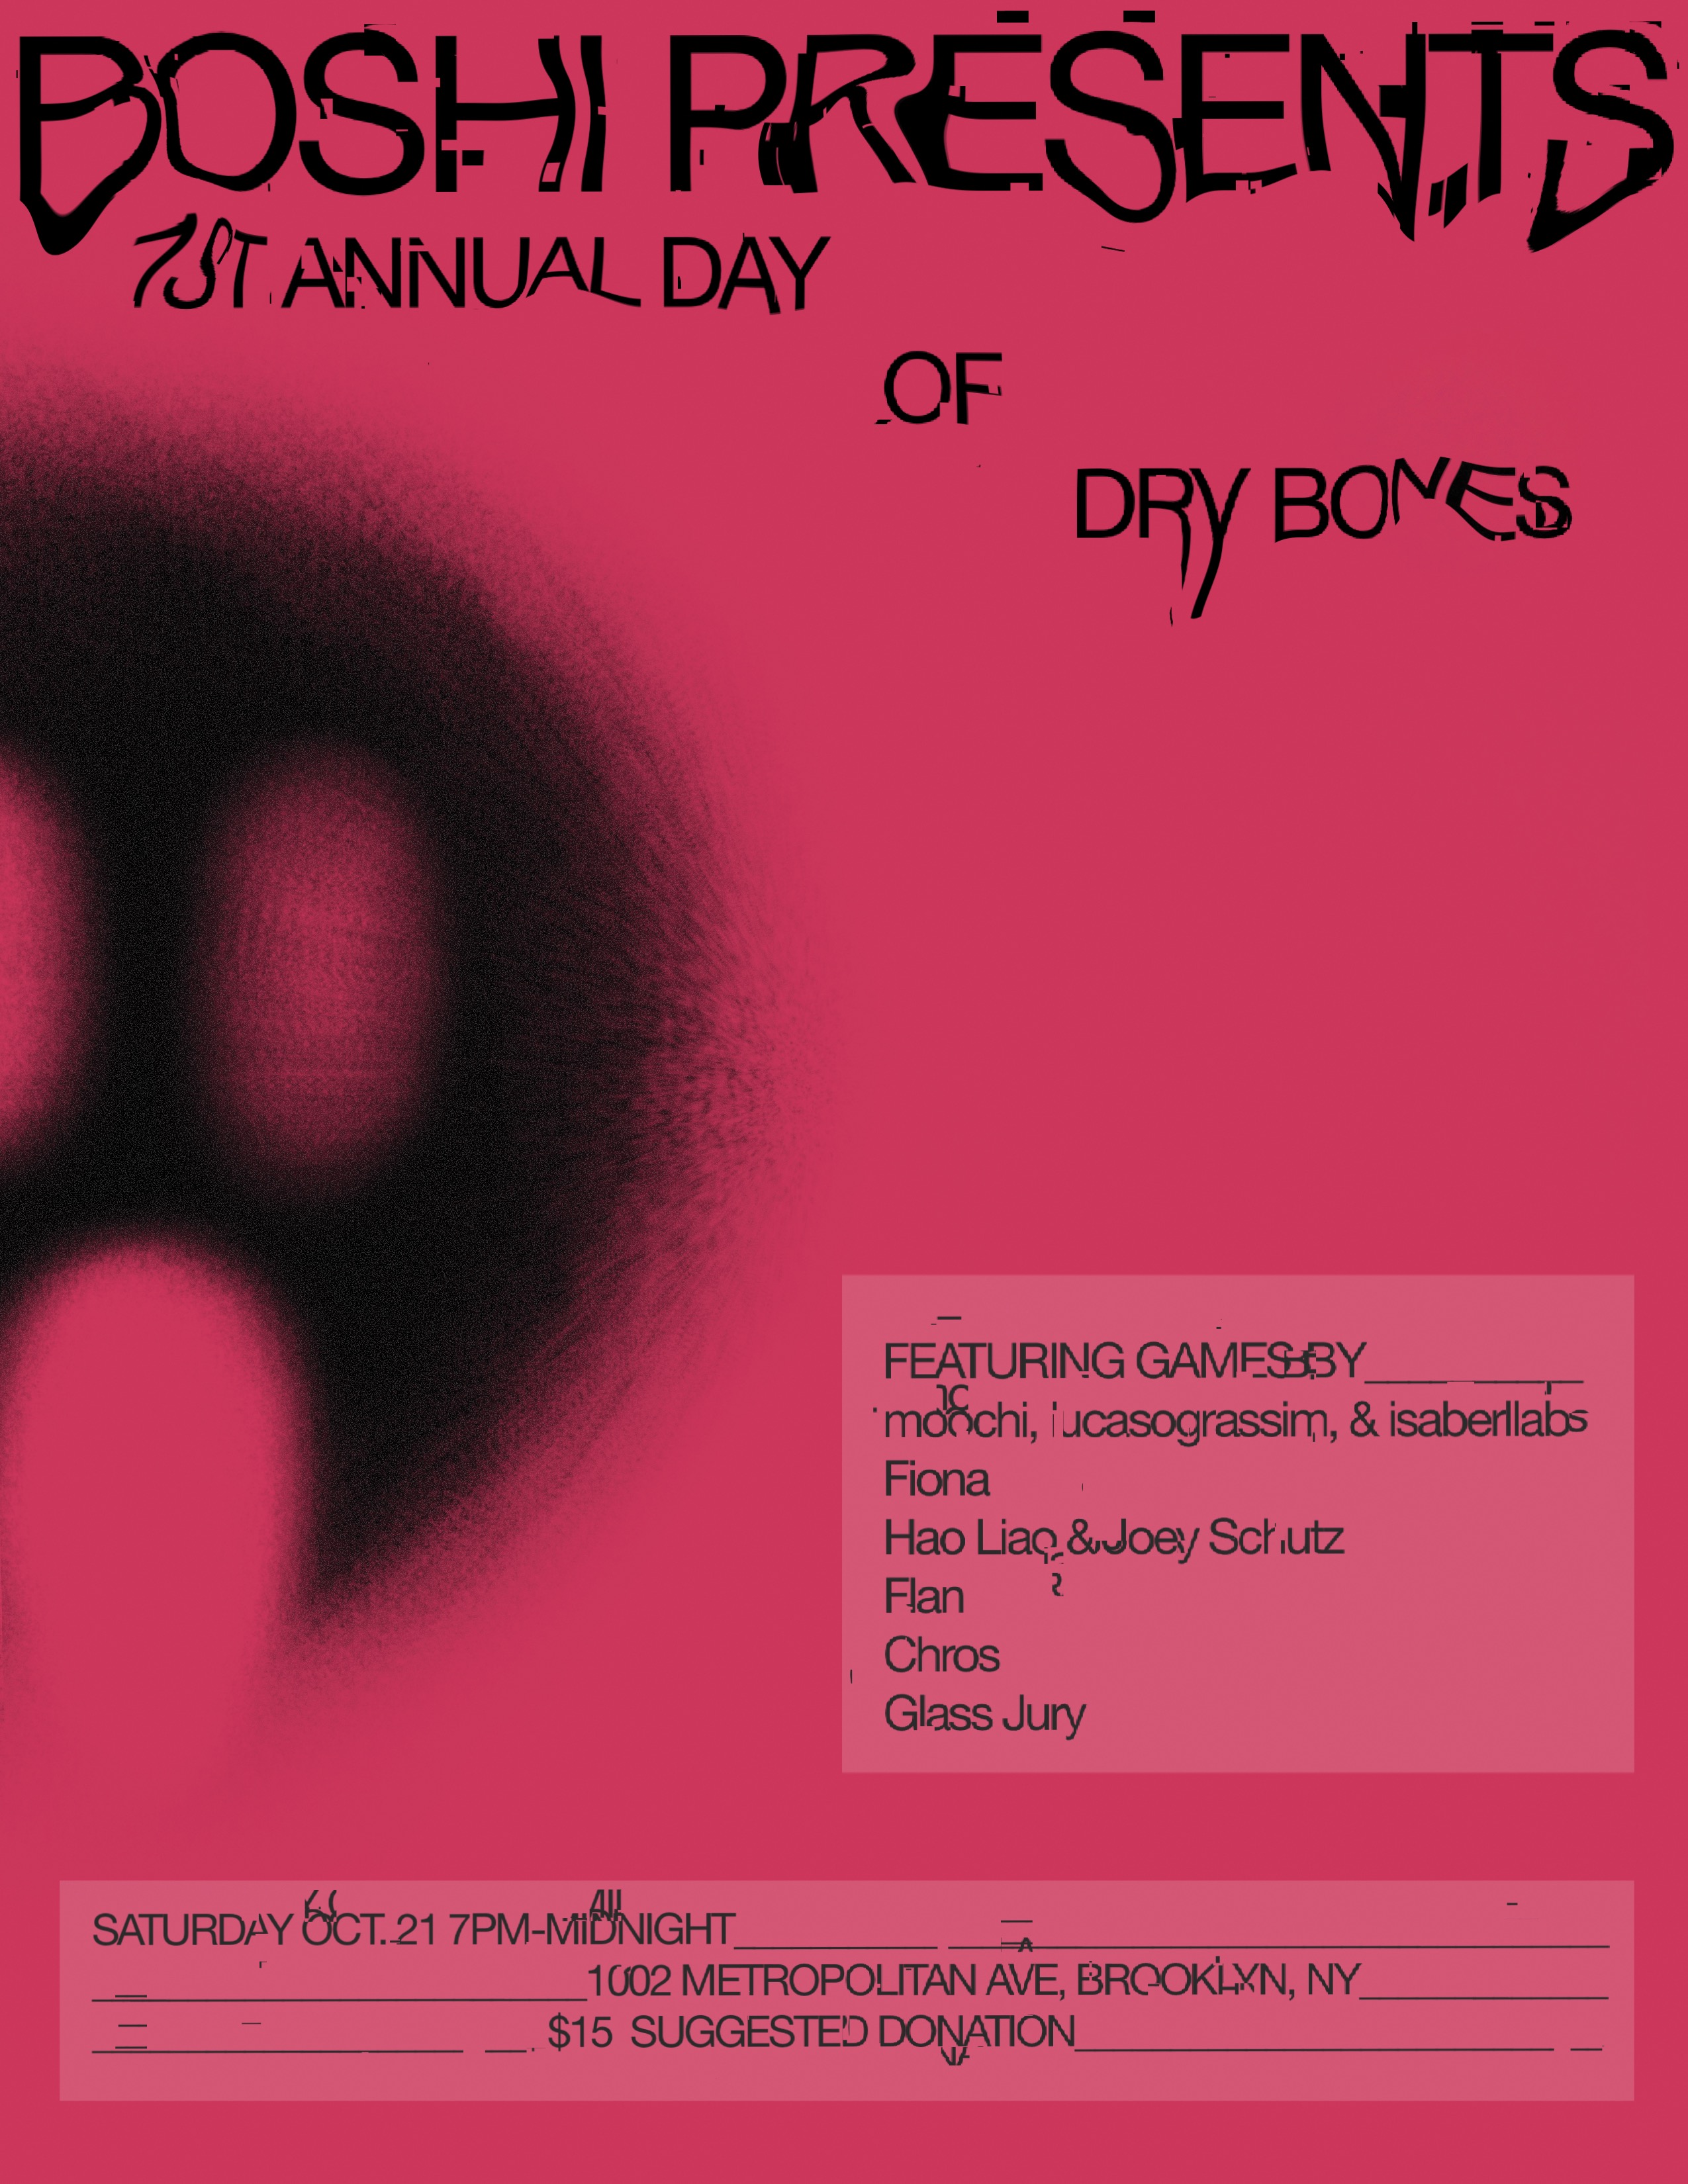 BOSHI PRESENTS
1ST ANNUAL DAY
OF
DRY BONES
FEATURING GAMES BY
moochi, lucasograssim, & isaberllabs
Fiona
Hao Liao & Joey Schutz
Flan
Chros
Glass Jury
SATURDAY OCT. 21 7PM-MIDNIGHT
1002 METROPOLITAN AVE, BROOKLYN, NY
$15 SUGGESTED DONATION